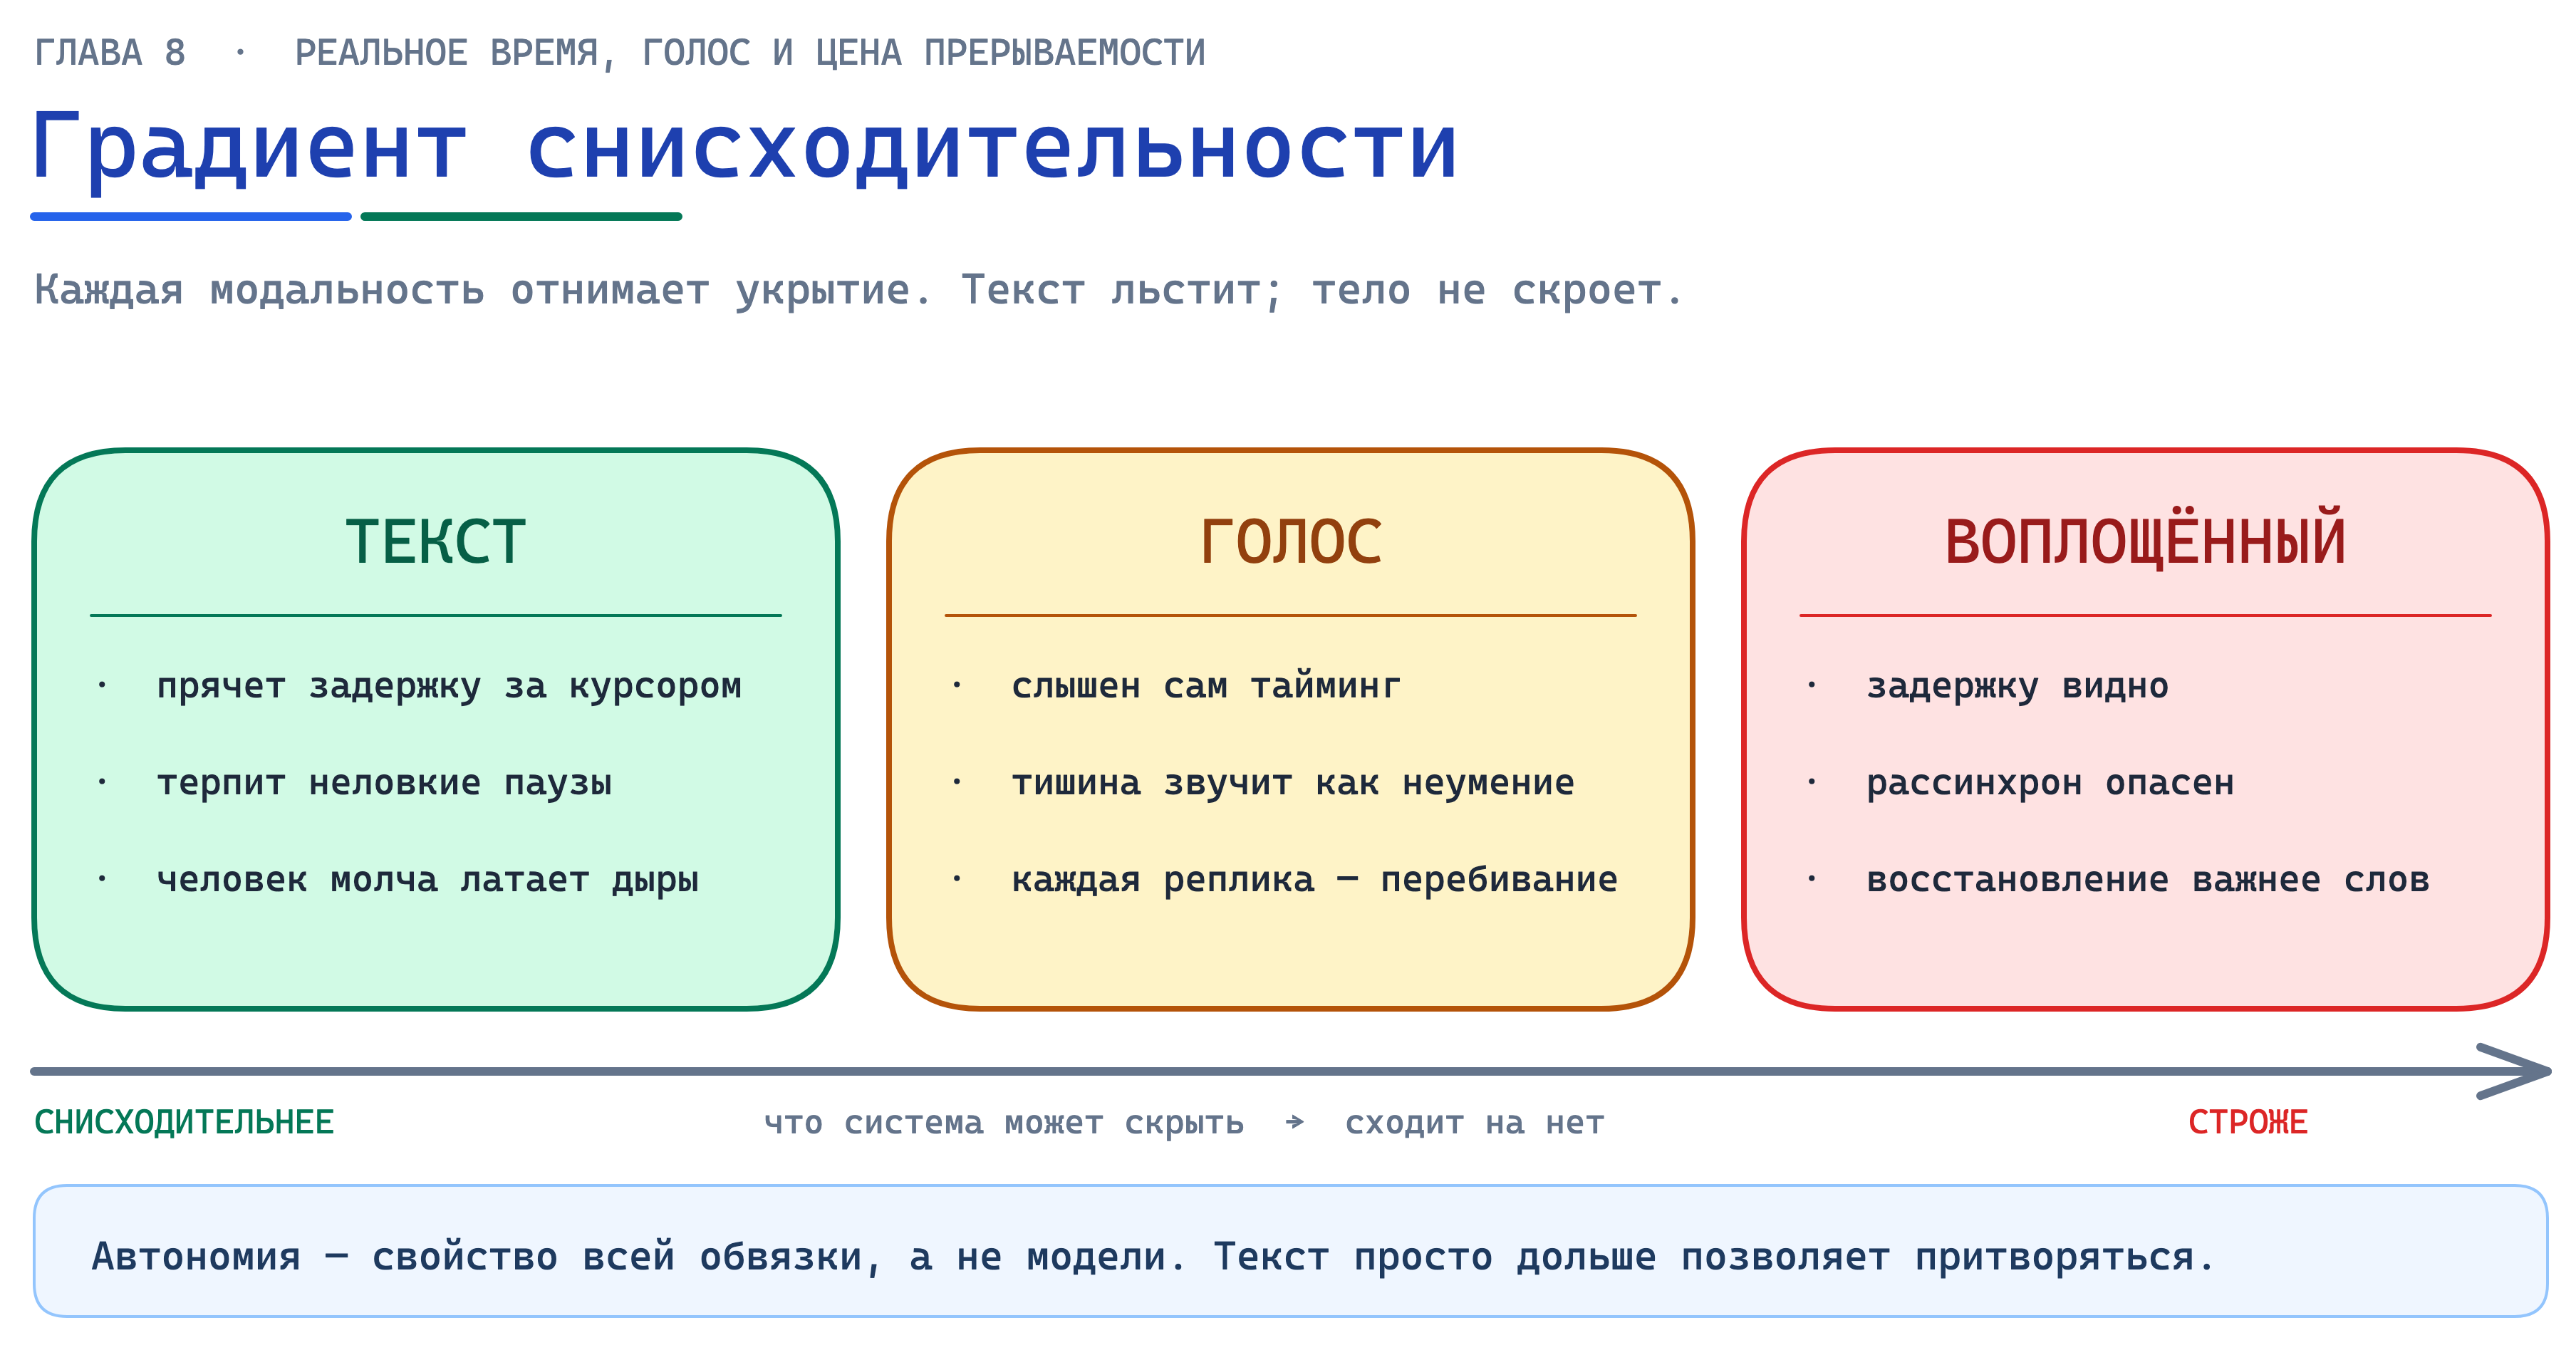 ГЛАВА 8 · РЕАЛЬНОЕ ВРЕМЯ, ГОЛОС И ЦЕНА ПРЕРЫВАЕМОСТИ
Градиент снисходительности
Каждая модальность отнимает укрытие. Текст льстит; тело не скроет.
ТЕКСТ
· прячет задержку за курсором
· терпит неловкие паузы
· человек молча латает дыры
ГОЛОС
· слышен сам тайминг
· тишина звучит как неумение
· каждая реплика — перебивание
ВОПЛОЩЁННЫЙ
· задержку видно
· рассинхрон опасен
· восстановление важнее слов
СНИСХОДИТЕЛЬНЕЕ
что система может скрыть → сходит на нет
СТРОЖЕ
Автономия — свойство всей обвязки, а не модели. Текст просто дольше позволяет притворяться.